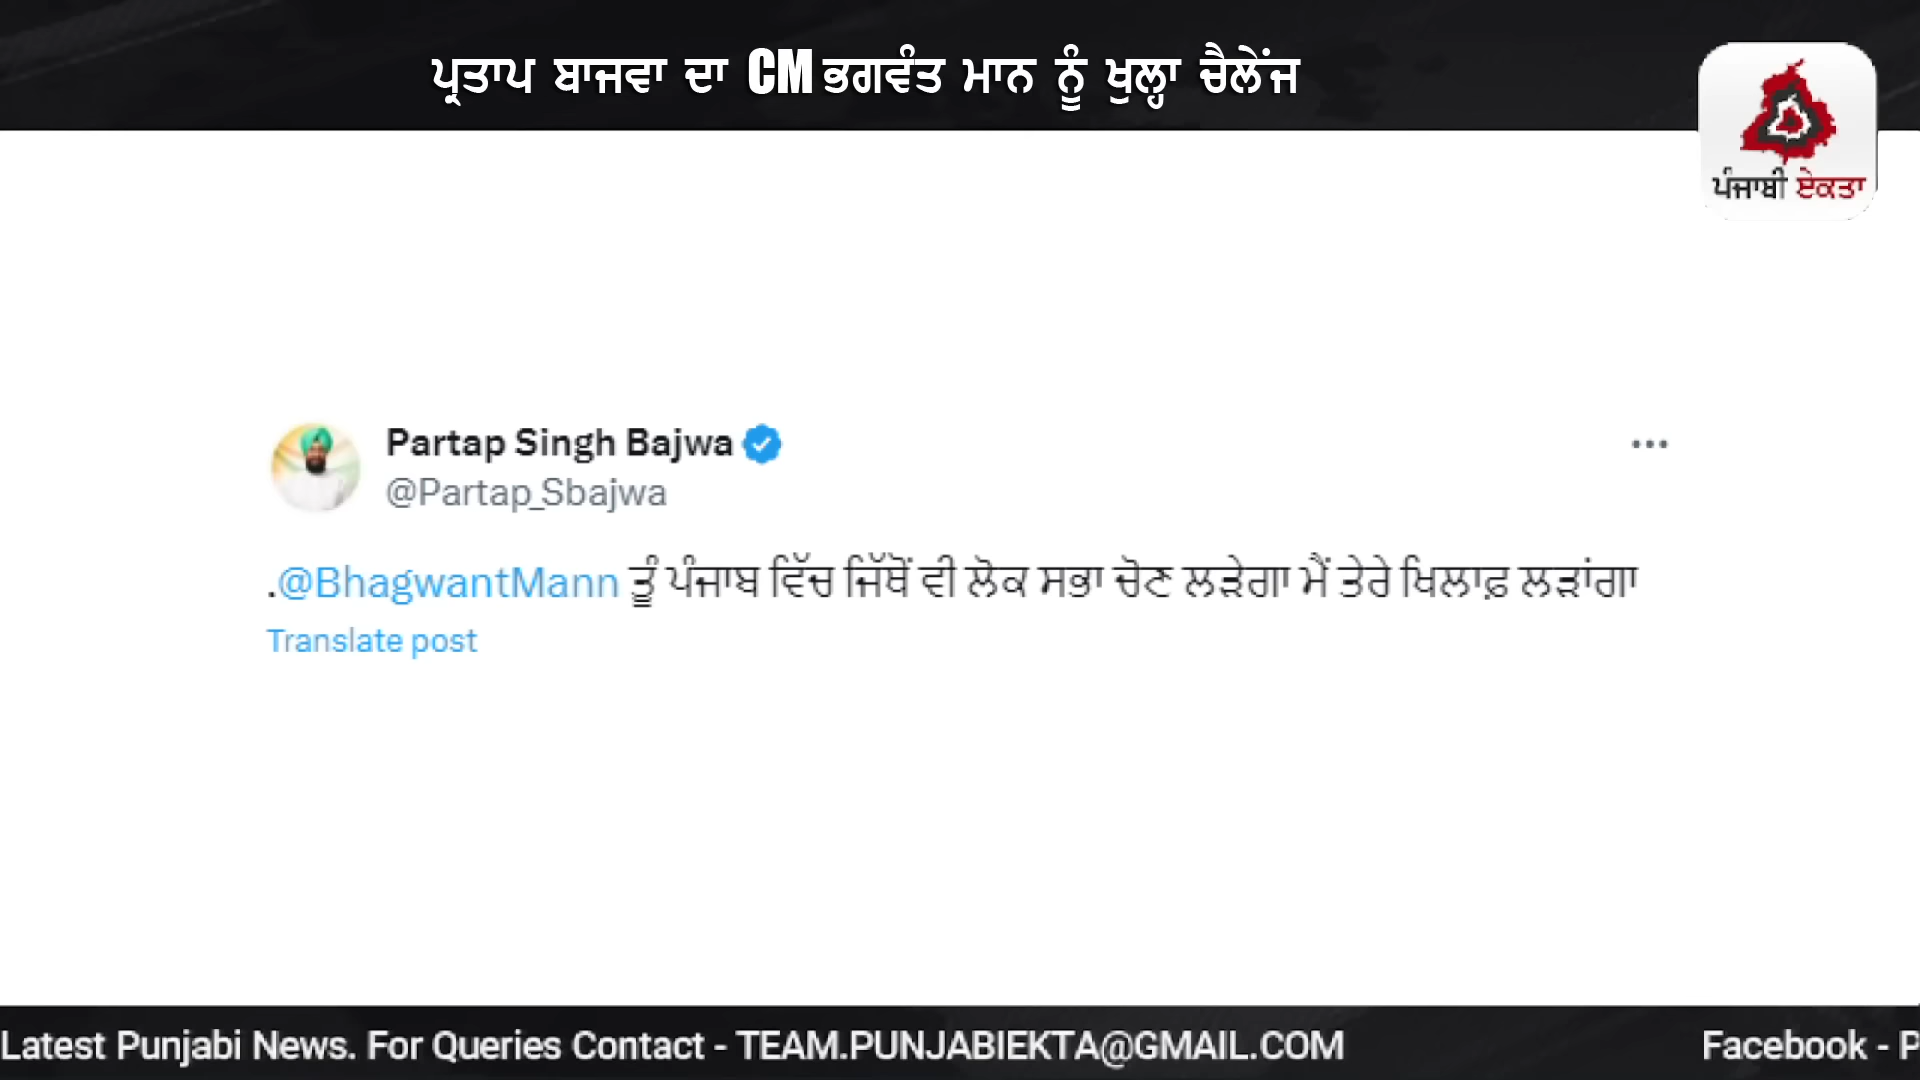 ਪ੍ਰਤਾਪ ਬਾਜਵਾ ਦਾ CM ਭਗਵੰਤ ਮਾਨ ਨੂੰ ਖੁਲ੍ਹਾ ਚੈਲੇਂਜ
ਪੰਜਾਬੀ ਏਕਤਾ
Partap Singh Bajwa
@Partap_Sbajwa
.@BhagwantMann ਤੂੰ ਪੰਜਾਬ ਵਿੱਚ ਜਿੱਥੋਂ ਵੀ ਲੋਕ ਸਭਾ ਚੋਣ ਲੜੇਗਾ ਮੈਂ ਤੇਰੇ ਖਿਲਾਫ਼ ਲੜਾਂਗਾ
Translate post
Latest Punjabi News. For Queries Contact - TEAM.PUNJABIEKTA@GMAIL.COM Facebook - P